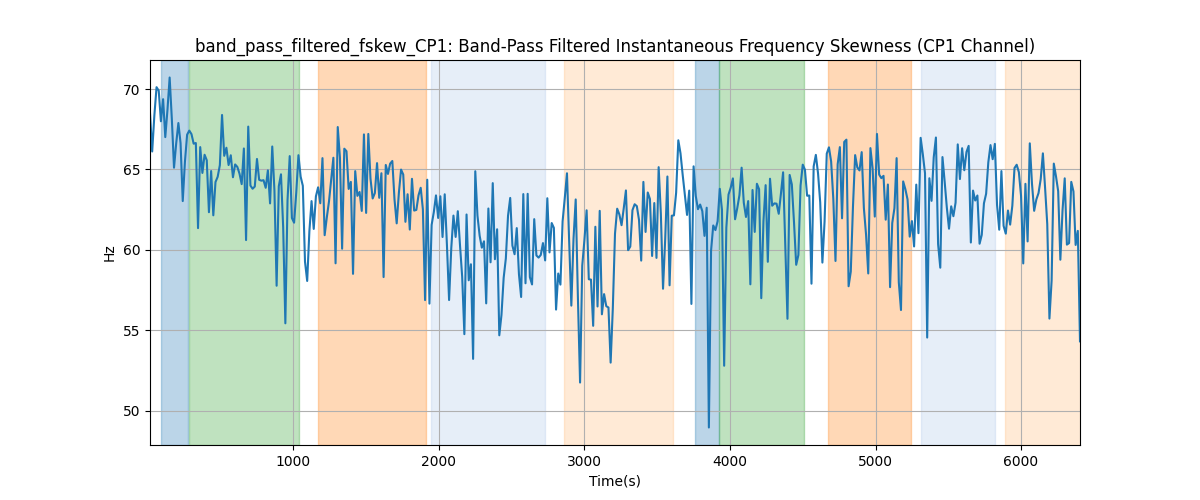 band_pass_filtered_fskew_CP1: Band-Pass Filtered Instantaneous Frequency Skewness (CP1 Channel)
70
65
60
55
50
Hz
1000 2000 3000 4000 5000 6000
Time(s)